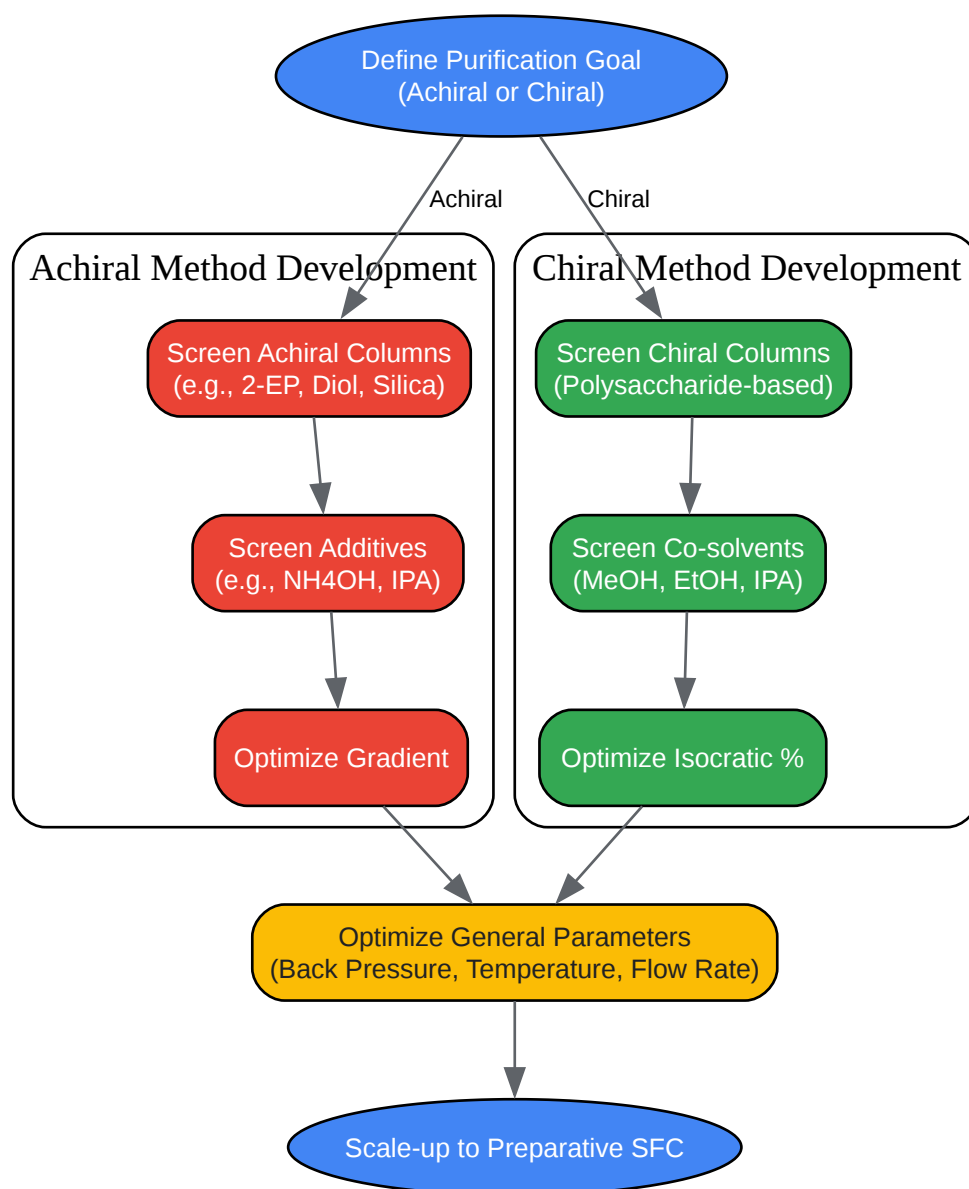 Define Purification Goal
(Achiral or Chiral)
Achiral
Chiral
Achiral Method Development
Screen Achiral Columns
(e.g., 2-EP, Diol, Silica)
Screen Additives
(e.g., NH4OH, IPA)
Optimize Gradient
Chiral Method Development
Screen Chiral Columns
(Polysaccharide-based)
Screen Co-solvents
(MeOH, EtOH, IPA)
Optimize Isocratic %
Optimize General Parameters
(Back Pressure, Temperature, Flow Rate)
Scale-up to Preparative SFC